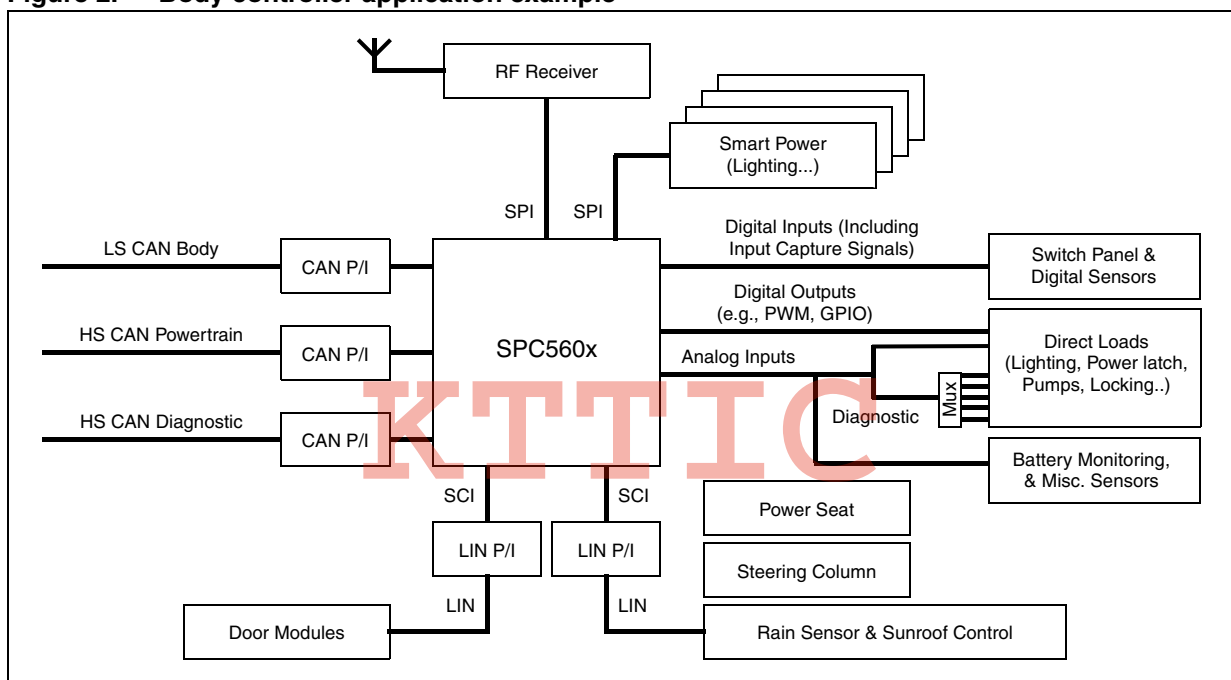 Figure 2. Body controller application example
RF Receiver
Smart Power
(Lighting...)
SPI
SPI
LS CAN Body
CAN P/I
HS CAN Powertrain
CAN P/I
HS CAN Diagnostic
CAN P/I
SPC560x
Digital Inputs (Including
Input Capture Signals)
Switch Panel &
Digital Sensors
Digital Outputs
(e.g., PWM, GPIO)
Analog Inputs
Direct Loads
(Lighting, Power latch,
Pumps, Locking..)
Mux
Diagnostic
Battery Monitoring,
& Misc. Sensors
KTTIC
SCI
SCI
LIN P/I
LIN P/I
Power Seat
Steering Column
LIN
LIN
Door Modules
Rain Sensor & Sunroof Control